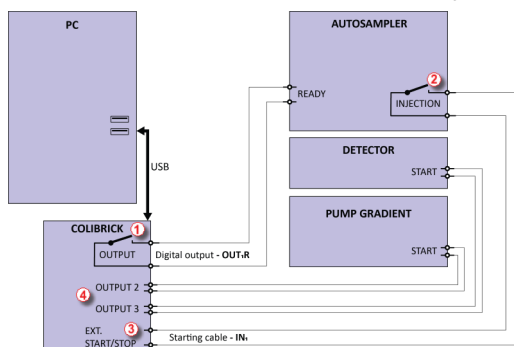 PC
AUTOSAMPLER
2
READY
INJECTION
DETECTOR
START
USB
PUMP GRADIENT
START
COLIBRICK
1
OUTPUT
Digital output - OUT₁R
OUTPUT 2
4
OUTPUT 3
EXT. 3
START/STOP
Starting cable - IN₁